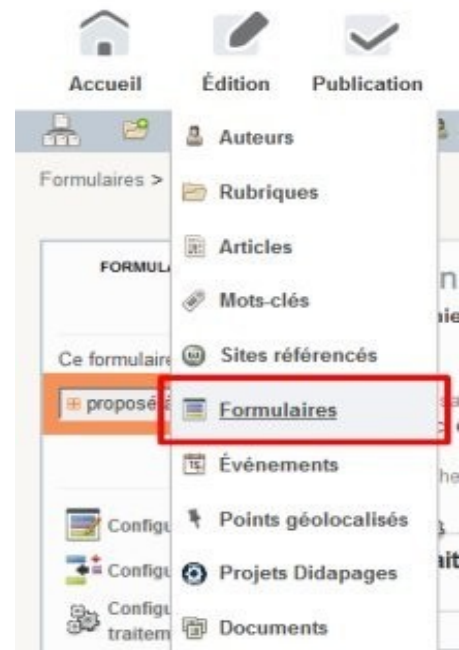 Accueil Édition Publication
Auteurs
Formulaires >
Rubriques
Articles
Mots-clés
Ce formulaire
Sites référencés
proposé
Formulaires
Événements
Points géolocalisés
Projets Didapages
Documents